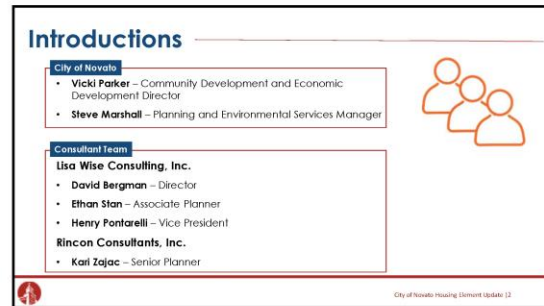 Introductions
City of Novato
• Vicki Parker – Community Development and Economic
Development Director
• Steve Marshall – Planning and Environmental Services Manager
Consultant Team
Lisa Wise Consulting, Inc.
• David Bergman – Director
• Ethan Stan – Associate Planner
• Henry Pontarelli – Vice President
Rincon Consultants, Inc.
• Kari Zajac – Senior Planner
City of Novato Housing Element Update |2